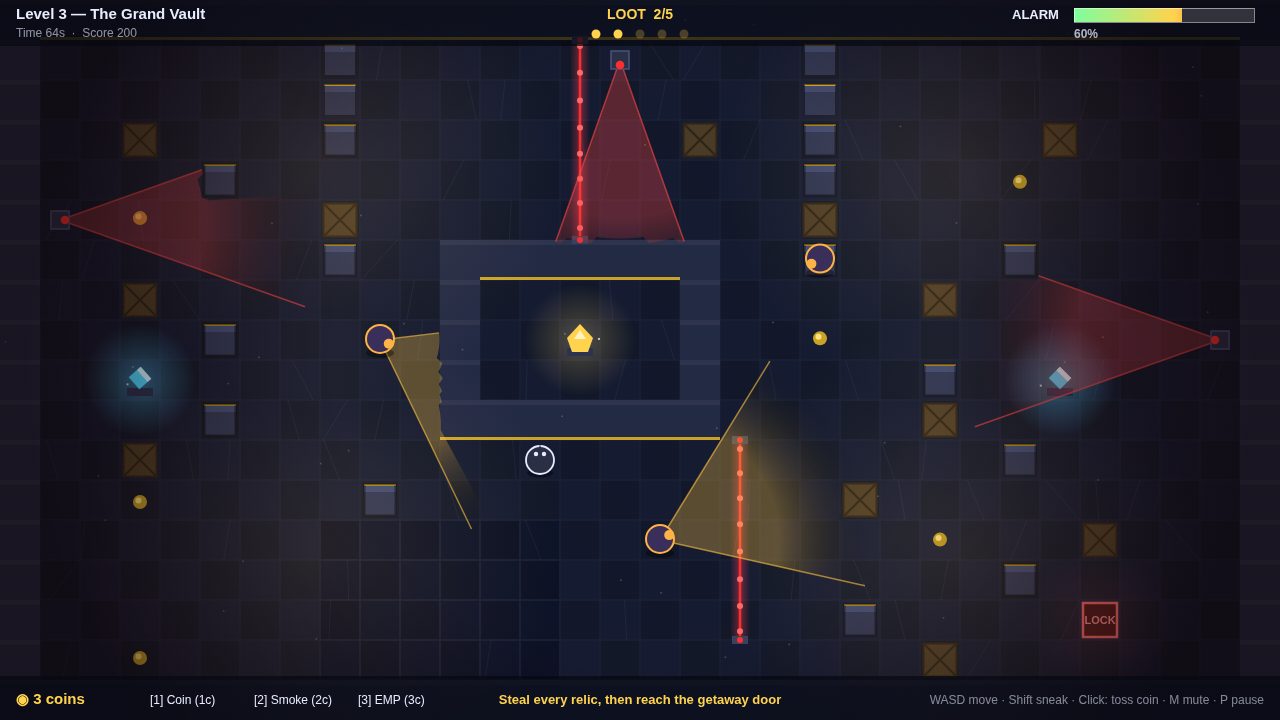 Level 3 — The Grand Vault
LOOT 2/5
ALARM
Time 64s · Score 200
60%
LOCK
◉ 3 coins
[1] Coin (1c)
[2] Smoke (2c)
[3] EMP (3c)
Steal every relic, then reach the getaway door
WASD move · Shift sneak · Click: toss coin · M mute · P pause